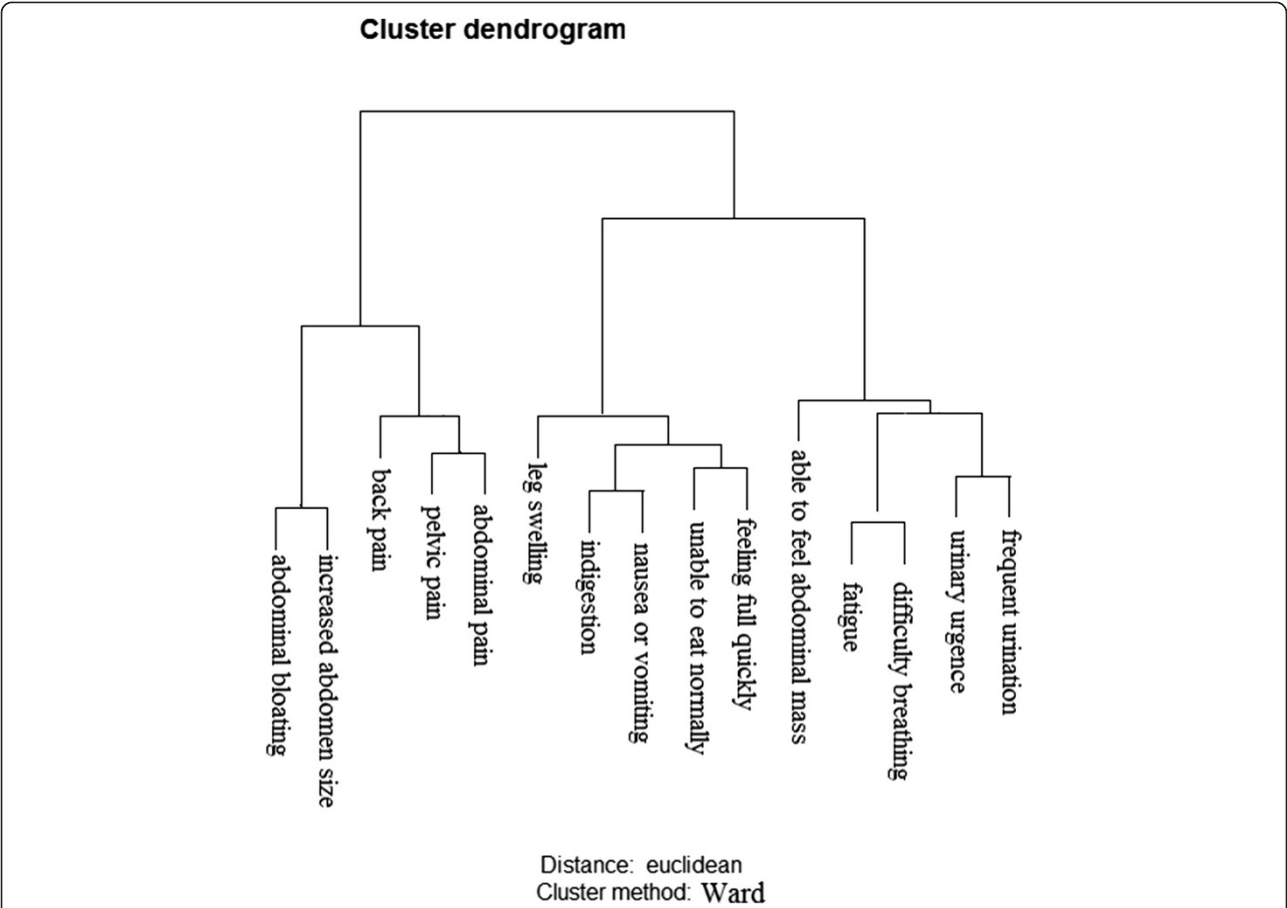 Cluster dendrogram
abdominal bloating
increased abdomen size
back pain
pelvic pain
abdominal pain
leg swelling
indigestion
nausea or vomiting
unable to eat normally
feeling full quickly
able to feel abdominal mass
fatigue
difficulty breathing
urinary urgence
frequent urination
Distance: euclidean
Cluster method: Ward